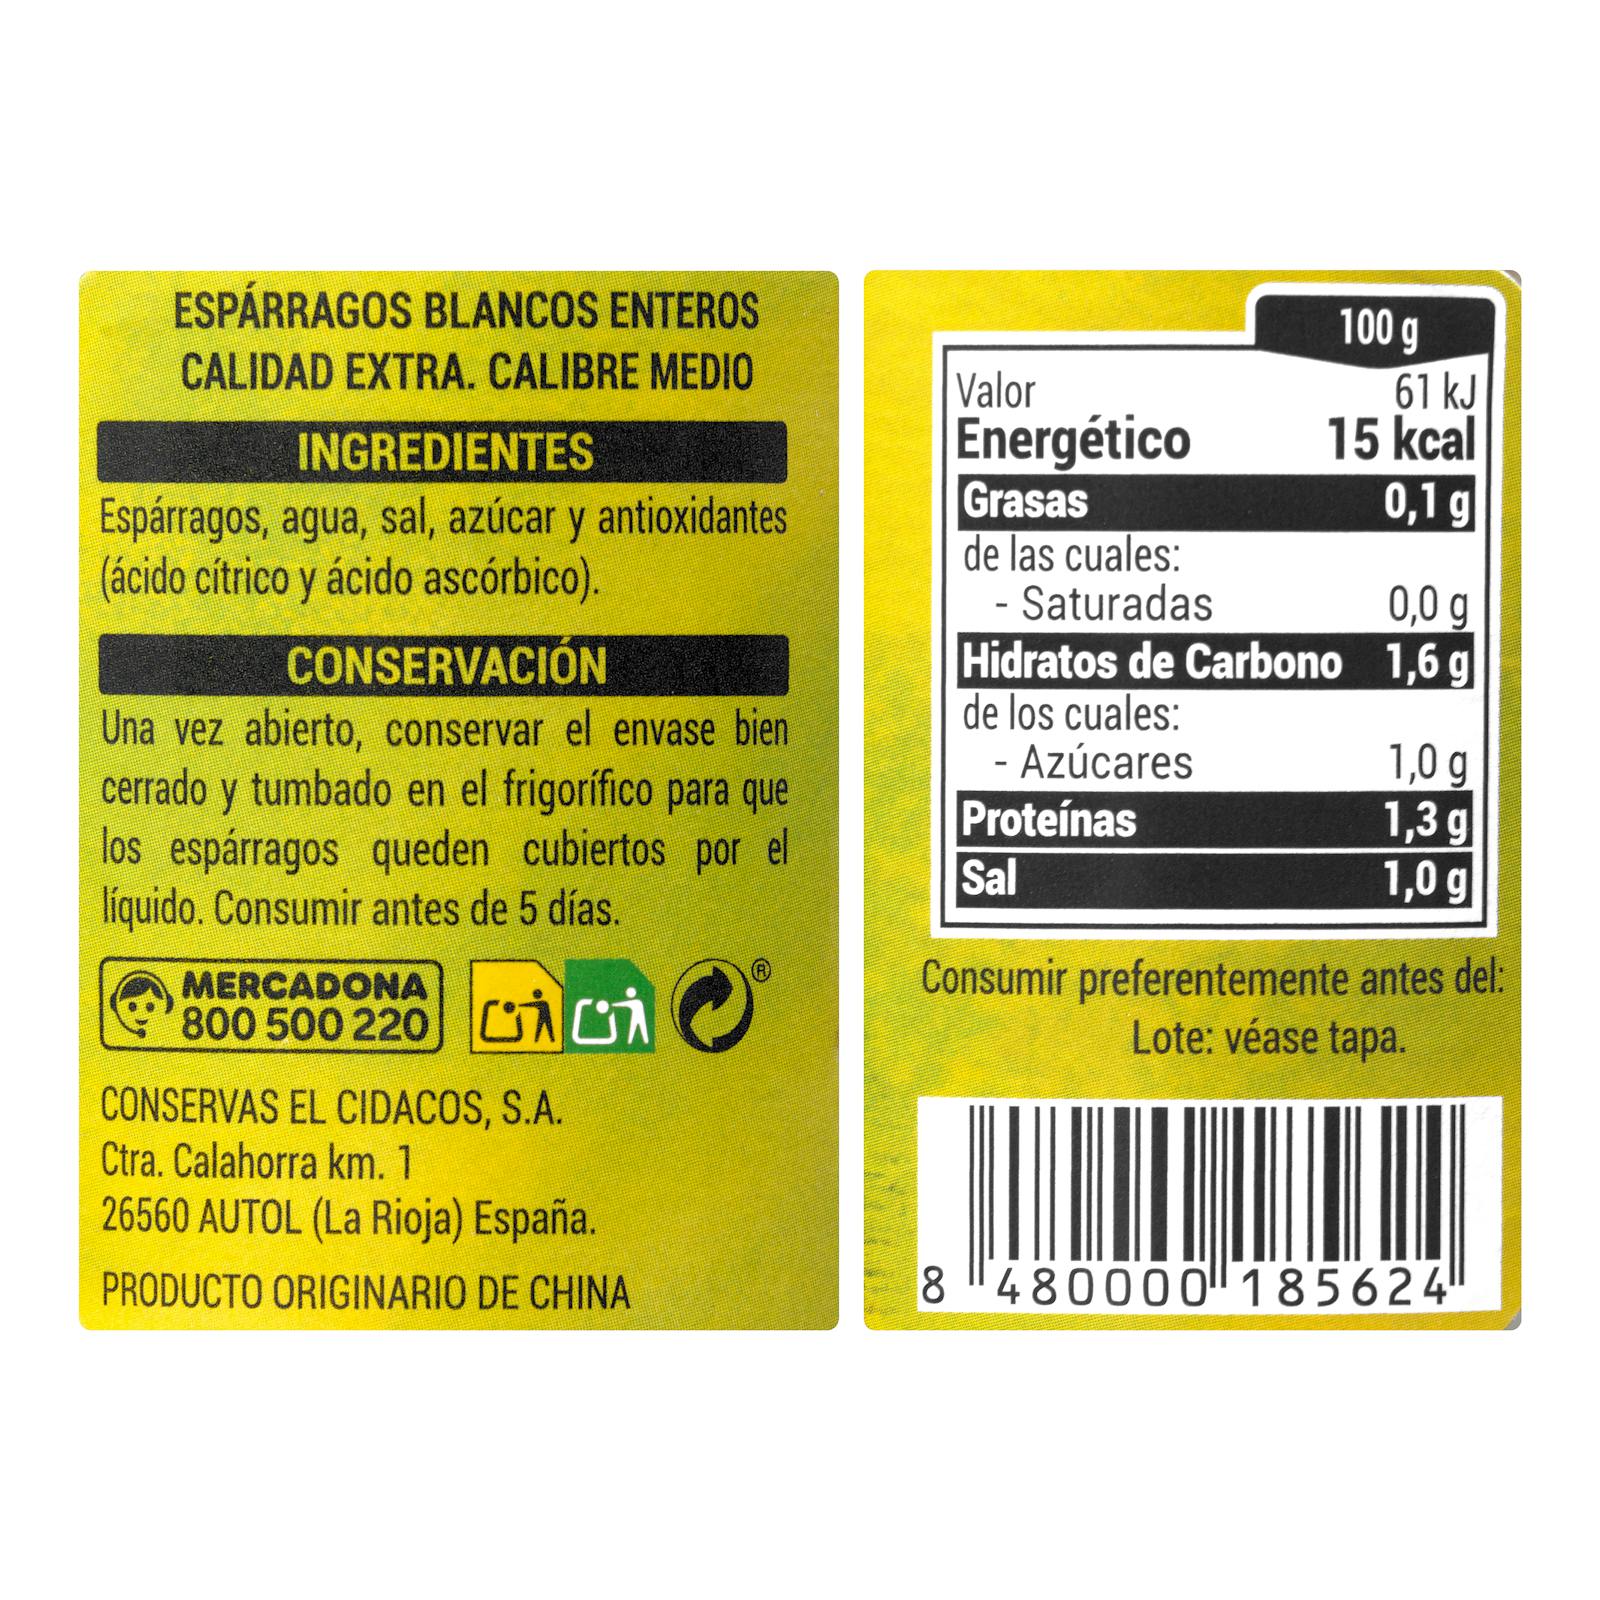 ESPÁRRAGOS BLANCOS ENTEROS
CALIDAD EXTRA. CALIBRE MEDIO
INGREDIENTES
Espárragos, agua, sal, azúcar y antioxidantes
(ácido cítrico y ácido ascórbico).
CONSERVACIÓN
Una vez abierto, conservar el envase bien
cerrado y tumbado en el frigorífico para que
los espárragos queden cubiertos por el
líquido. Consumir antes de 5 días.
MERCADONA
800 500 220
®
CONSERVAS EL CIDACOS, S.A.
Ctra. Calahorra km. 1
26560 AUTOL (La Rioja) España.
PRODUCTO ORIGINARIO DE CHINA
100 g
Valor 61 kJ
Energético 15 kcal
Grasas 0,1 g
de las cuales:
- Saturadas 0,0 g
Hidratos de Carbono 1,6 g
de los cuales:
- Azúcares 1,0 g
Proteínas 1,3 g
Sal 1,0 g
Consumir preferentemente antes del:
Lote: véase tapa.
8 480000 185624